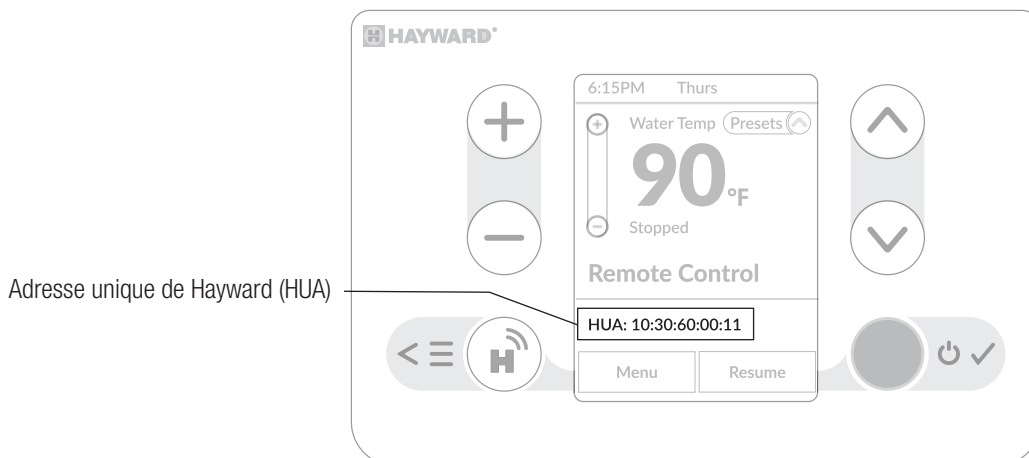 HAYWARD®
6:15PM Thurs
Water Temp Presets
90°F
Stopped
Remote Control
Adresse unique de Hayward (HUA)
HUA: 10:30:60:00:11
H
Menu Resume